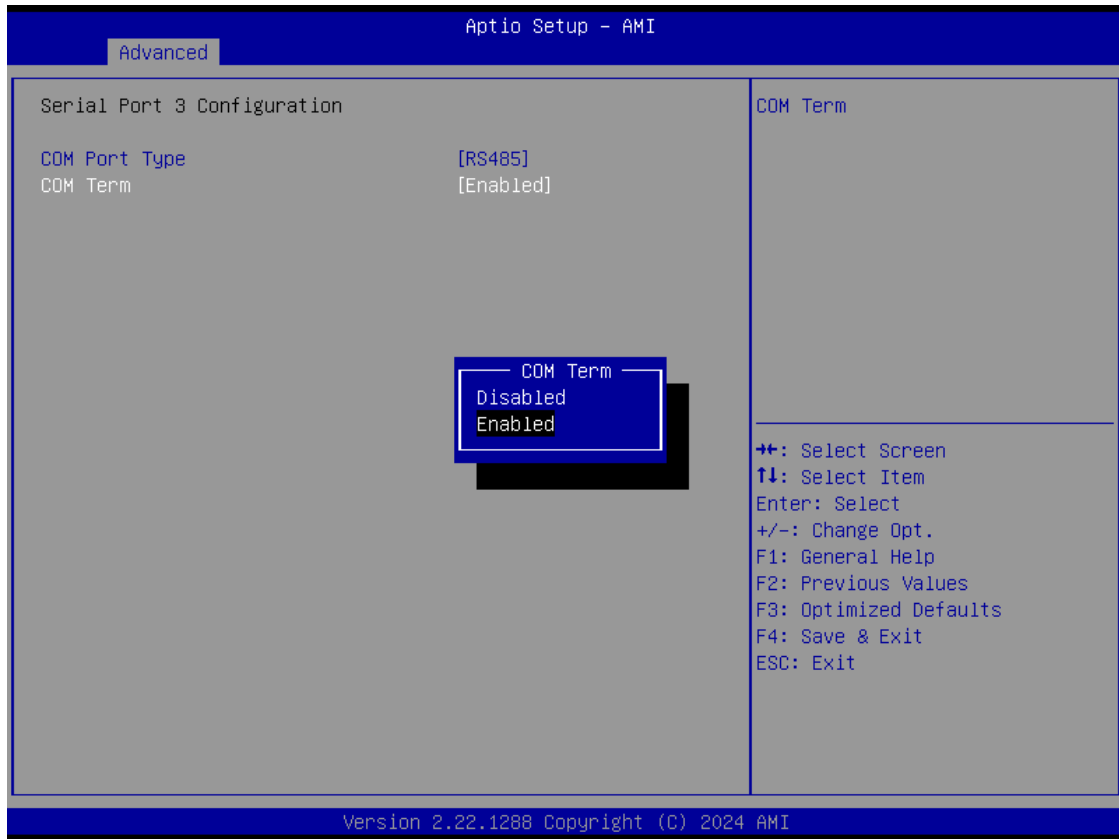 Aptio Setup - AMI
Advanced
Serial Port 3 Configuration
COM Port Type [RS485]
COM Term [Enabled]
COM Term
Disabled
Enabled
COM Term
→←: Select Screen
↑↓: Select Item
Enter: Select
+/-: Change Opt.
F1: General Help
F2: Previous Values
F3: Optimized Defaults
F4: Save & Exit
ESC: Exit
Version 2.22.1288 Copyright (C) 2024 AMI